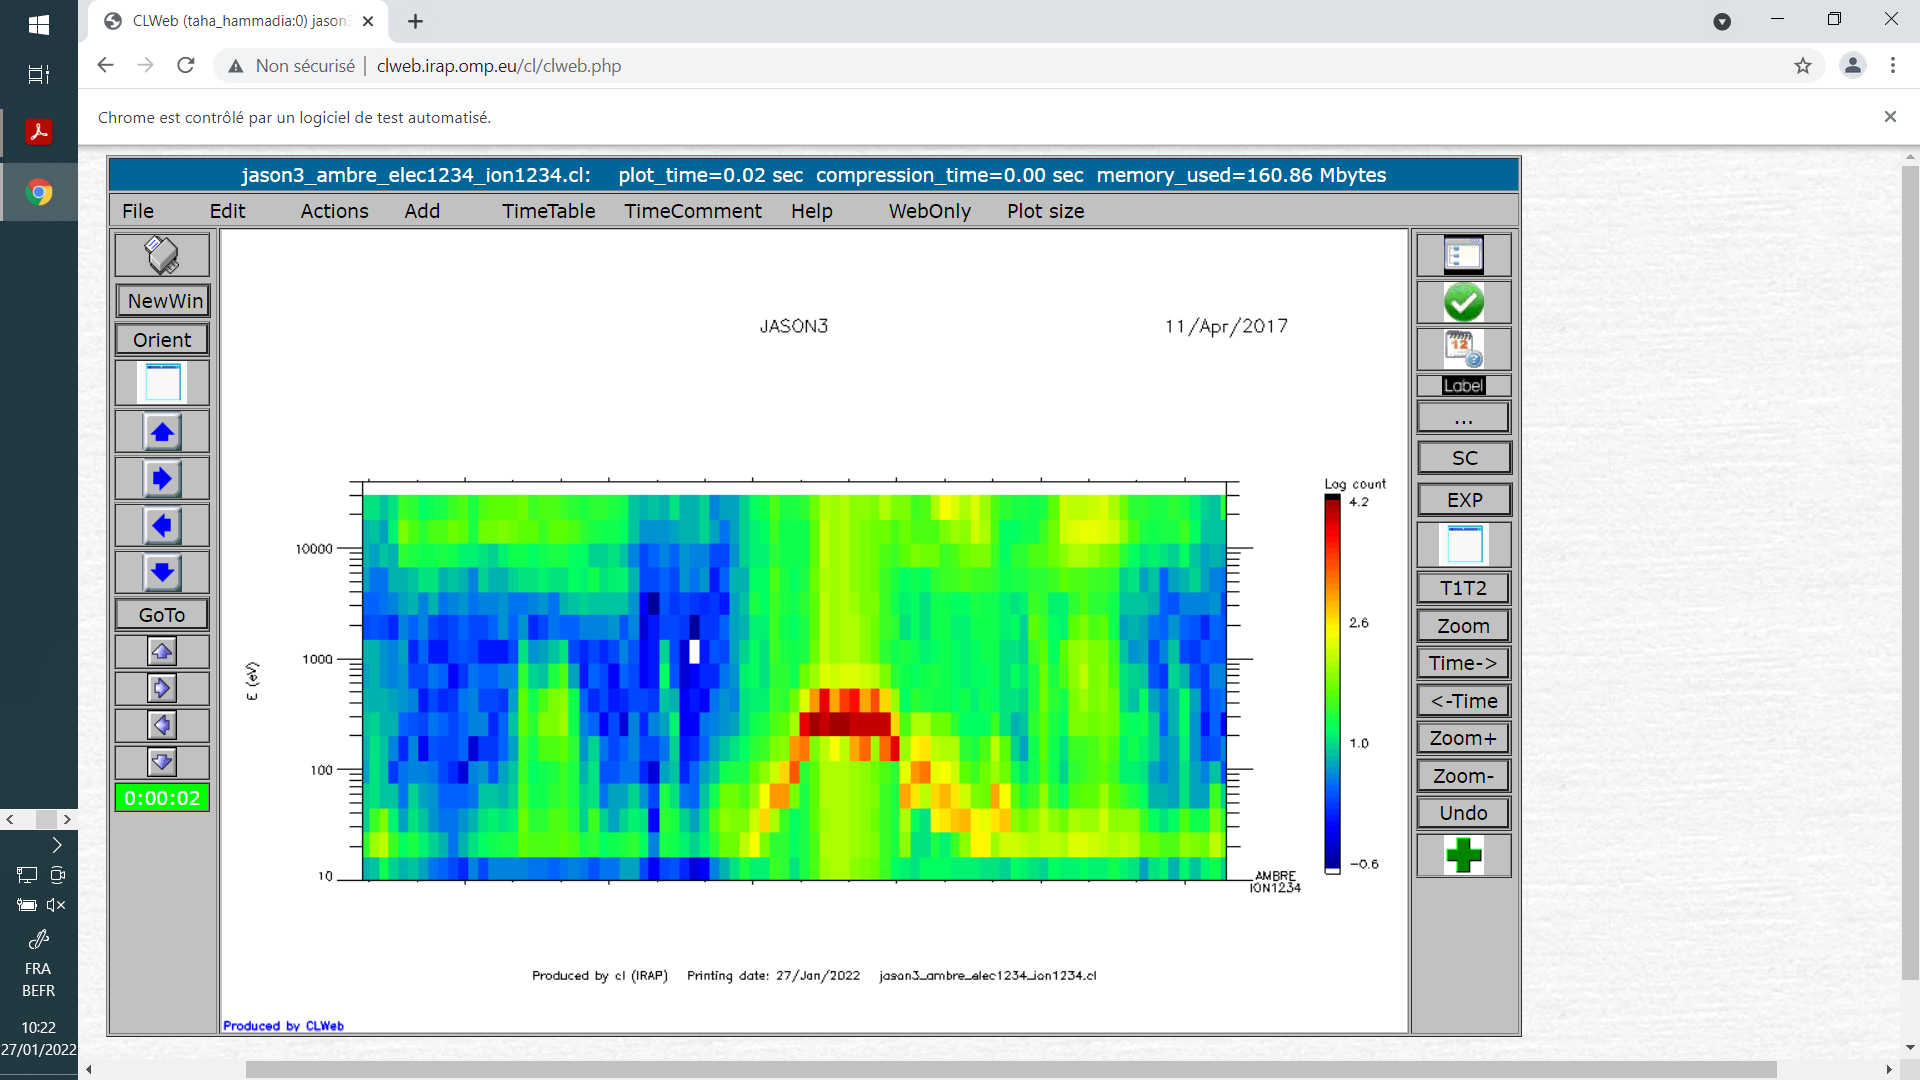 CLWeb (taha_hammadia:0) jason3
Non sécurisé | clweb.irap.omp.eu/cl/clweb.php
Chrome est contrôlé par un logiciel de test automatisé.
jason3_ambre_elec1234_ion1234.cl: plot_time=0.02 sec compression_time=0.00 sec memory_used=160.86 Mbytes
File Edit Actions Add TimeTable TimeComment Help WebOnly Plot size
NewWin
Orient
GoTo
0:00:02
JASON3 11/Apr/2017
Log count
4.2
2.6
1.0
-0.6
E (eV)
10000
1000
100
10
AMBRE
ION1234
Produced by cl (IRAP) Printing date: 27/Jan/2022 jason3_ambre_elec1234_ion1234.cl
Produced by CLWeb
12
Label
...
SC
EXP
T1T2
Zoom
Time->
<-Time
Zoom+
Zoom-
Undo
FRA
BEFR
10:22
27/01/2022